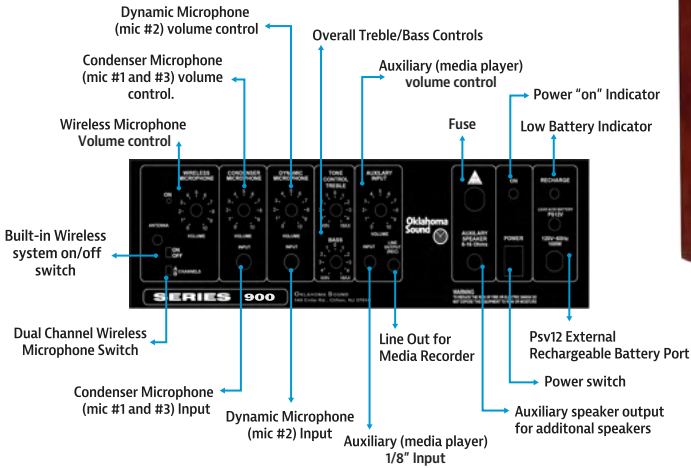 Dynamic Microphone
(mic #2) volume control
Overall Treble/Bass Controls
Condenser Microphone
(mic #1 and #3) volume
control.
Auxiliary (media player)
volume control
Power “on” Indicator
Wireless Microphone
Volume control
Fuse
Low Battery Indicator
WIRELESS
MICROPHONE
CONDENSER
MICROPHONE
DYNAMIC
MICROPHONE
TONE
CONTROL
TREBLE
AUXILARY
INPUT
ON
ON
RECHARGE
ANTENNA
VOLUME
VOLUME
VOLUME
VOLUME
BASS
Oklahoma
Sound
PS12V
INPUT
INPUT
INPUT
LINE
OUTPUT
(REC)
AUXILARY
SPEAKER
POWER
ON
OFF
A
B
CHANNELS
SERIES 900
OKLAHOMA SOUND
WARNING
Built-in Wireless
system on/off
switch
Dual Channel Wireless
Microphone Switch
Line Out for
Media Recorder
Psv12 External
Rechargeable Battery Port
Condenser Microphone
(mic #1 and #3) Input
Power switch
Dynamic Microphone
(mic #2) Input
Auxiliary speaker output
for additonal speakers
Auxiliary (media player)
1/8” Input